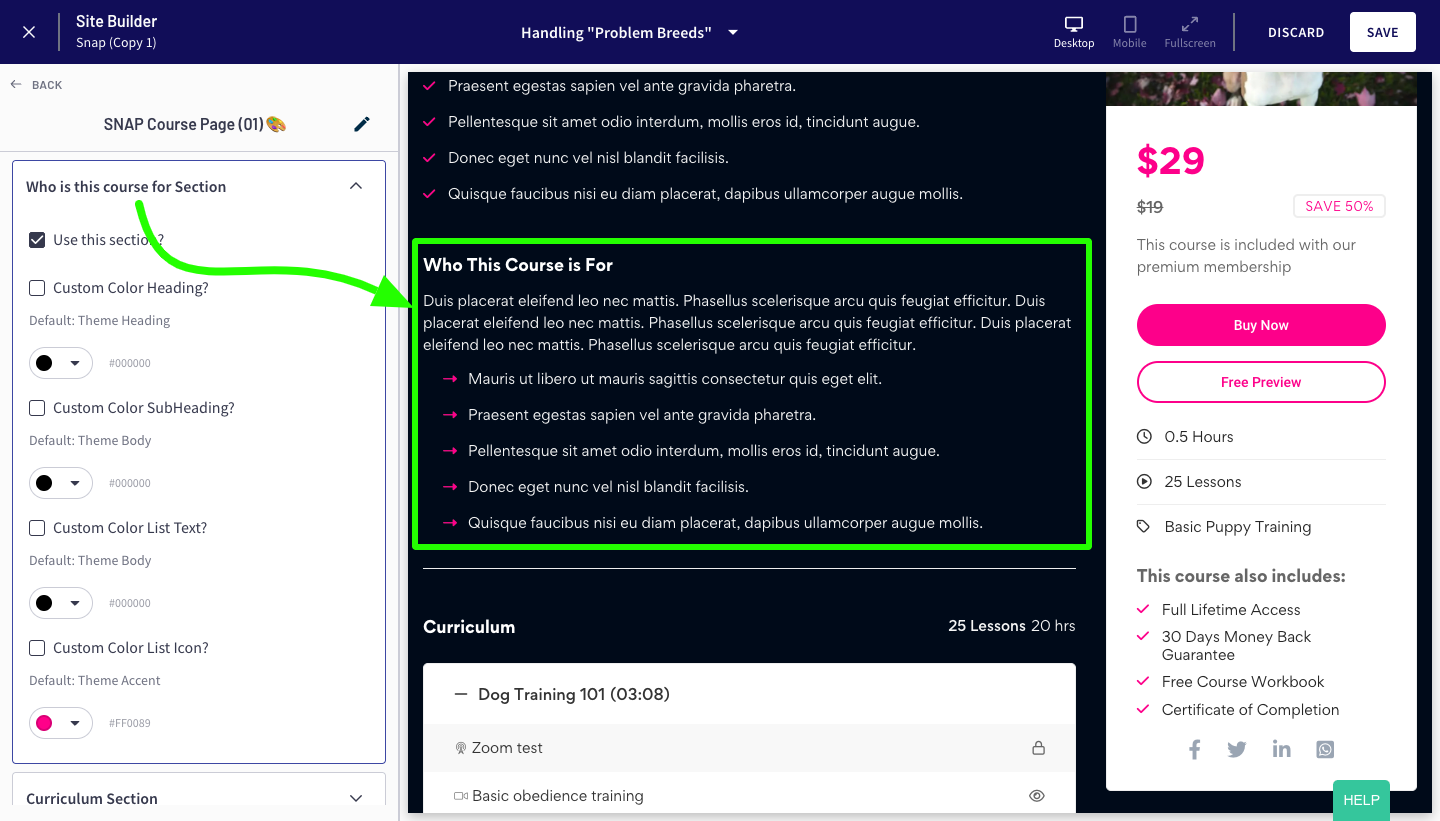 Site Builder
Snap (Copy 1)
Handling "Problem Breeds"
Desktop
Mobile
Fullscreen
DISCARD
SAVE
BACK
SNAP Course Page (01)🎨
Who is this course for Section
Use this section?
Custom Color Heading?
Default: Theme Heading
#000000
Custom Color SubHeading?
Default: Theme Body
#000000
Custom Color List Text?
Default: Theme Body
#000000
Custom Color List Icon?
Default: Theme Accent
#FF0089
Curriculum Section
Praesent egestas sapien vel ante gravida pharetra.
Pellentesque sit amet odio interdum, mollis eros id, tincidunt augue.
Donec eget nunc vel nisl blandit facilisis.
Quisque faucibus nisi eu diam placerat, dapibus ullamcorper augue mollis.
Who This Course is For
Duis placerat eleifend leo nec mattis. Phasellus scelerisque arcu quis feugiat efficitur. Duis
placerat eleifend leo nec mattis. Phasellus scelerisque arcu quis feugiat efficitur. Duis placerat
eleifend leo nec mattis. Phasellus scelerisque arcu quis feugiat efficitur.
Mauris ut libero ut mauris sagittis consectetur quis eget elit.
Praesent egestas sapien vel ante gravida pharetra.
Pellentesque sit amet odio interdum, mollis eros id, tincidunt augue.
Donec eget nunc vel nisl blandit facilisis.
Quisque faucibus nisi eu diam placerat, dapibus ullamcorper augue mollis.
Curriculum
25 Lessons 20 hrs
Dog Training 101 (03:08)
Zoom test
Basic obedience training
$29
$19
SAVE 50%
This course is included with our
premium membership
Buy Now
Free Preview
0.5 Hours
25 Lessons
Basic Puppy Training
This course also includes:
Full Lifetime Access
30 Days Money Back
Guarantee
Free Course Workbook
Certificate of Completion
HELP